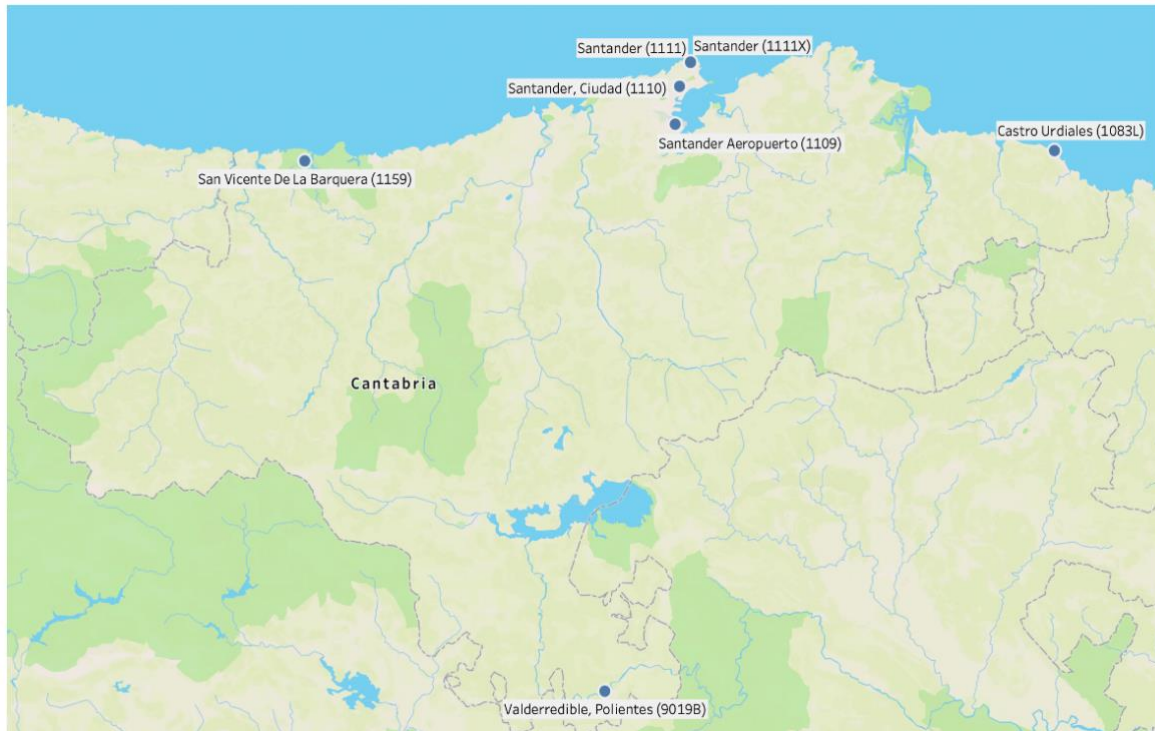 Santander (1111)
Santander (1111X)
Santander, Ciudad (1110)
Santander Aeropuerto (1109)
Castro Urdiales (1083L)
San Vicente De La Barquera (1159)
Cantabria
Valderredible, Polientes (9019B)